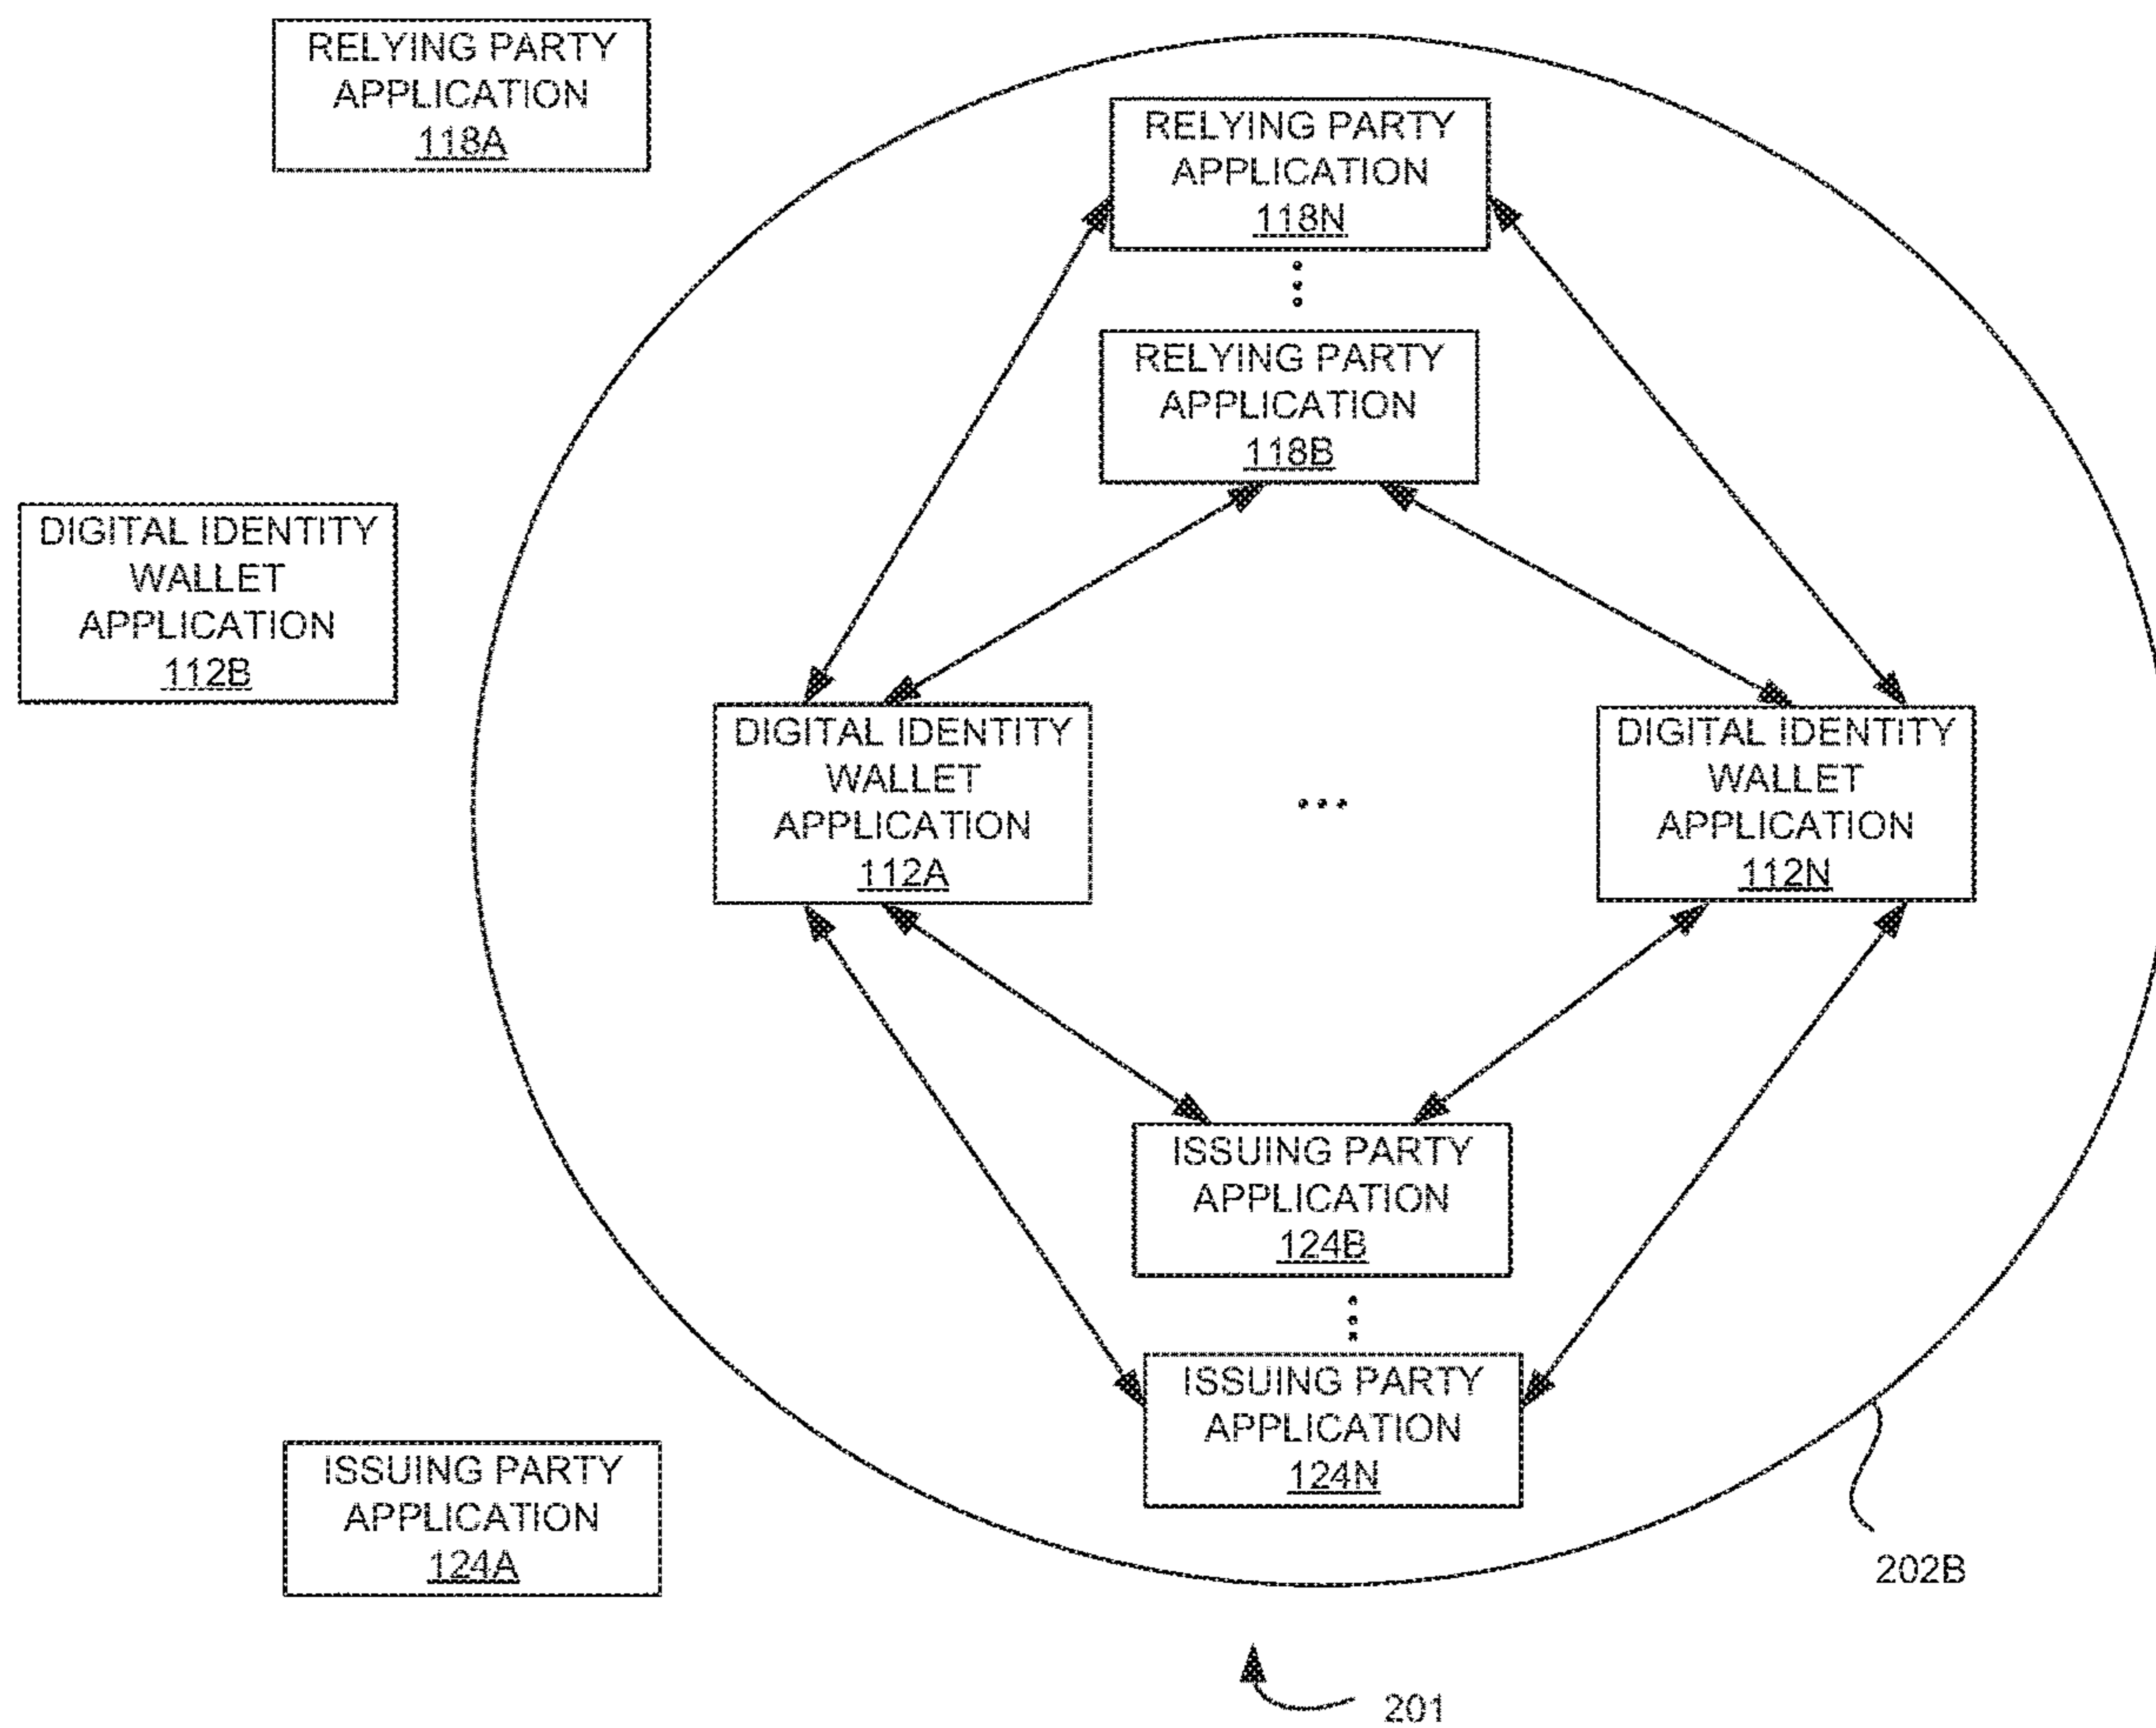 RELYING PARTY
APPLICATION
118A
RELYING PARTY
APPLICATION
118N
RELYING PARTY
APPLICATION
118B
DIGITAL IDENTITY
WALLET
APPLICATION
112B
DIGITAL IDENTITY
WALLET
APPLICATION
112A
DIGITAL IDENTITY
WALLET
APPLICATION
112N
ISSUING PARTY
APPLICATION
124B
ISSUING PARTY
APPLICATION
124N
ISSUING PARTY
APPLICATION
124A
202B
201